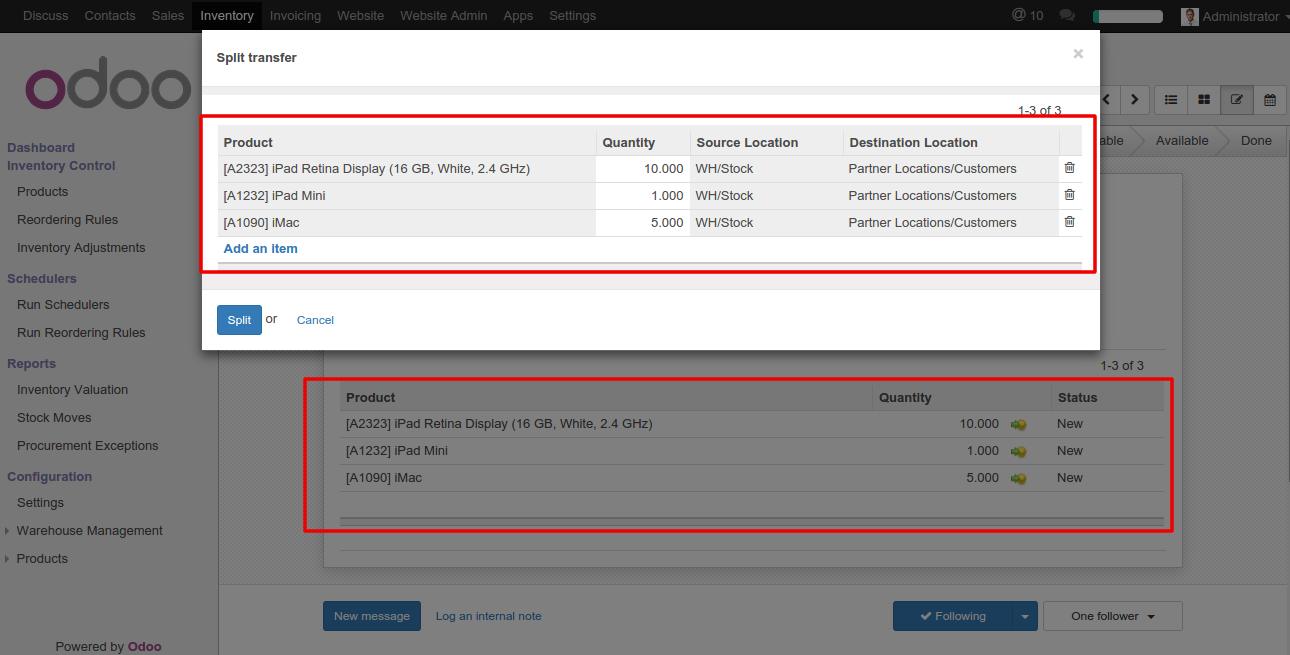 Discuss Contacts Sales Inventory Invoicing Website Website Admin Apps Settings @ 10 Administrator
Split transfer ×
odoo
1-3 of 3
Product Quantity Source Location Destination Location
[A2323] iPad Retina Display (16 GB, White, 2.4 GHz) 10.000 WH/Stock Partner Locations/Customers
[A1232] iPad Mini 1.000 WH/Stock Partner Locations/Customers
[A1090] iMac 5.000 WH/Stock Partner Locations/Customers
Add an item
Split or Cancel
able Available Done
Dashboard
Inventory Control
Products
Reordering Rules
Inventory Adjustments
Schedulers
Run Schedulers
Run Reordering Rules
Reports
Inventory Valuation
Stock Moves
Procurement Exceptions
Configuration
Settings
Warehouse Management
Products
Powered by Odoo
1-3 of 3
Product Quantity Status
[A2323] iPad Retina Display (16 GB, White, 2.4 GHz) 10.000 New
[A1232] iPad Mini 1.000 New
[A1090] iMac 5.000 New
New message Log an internal note Following One follower